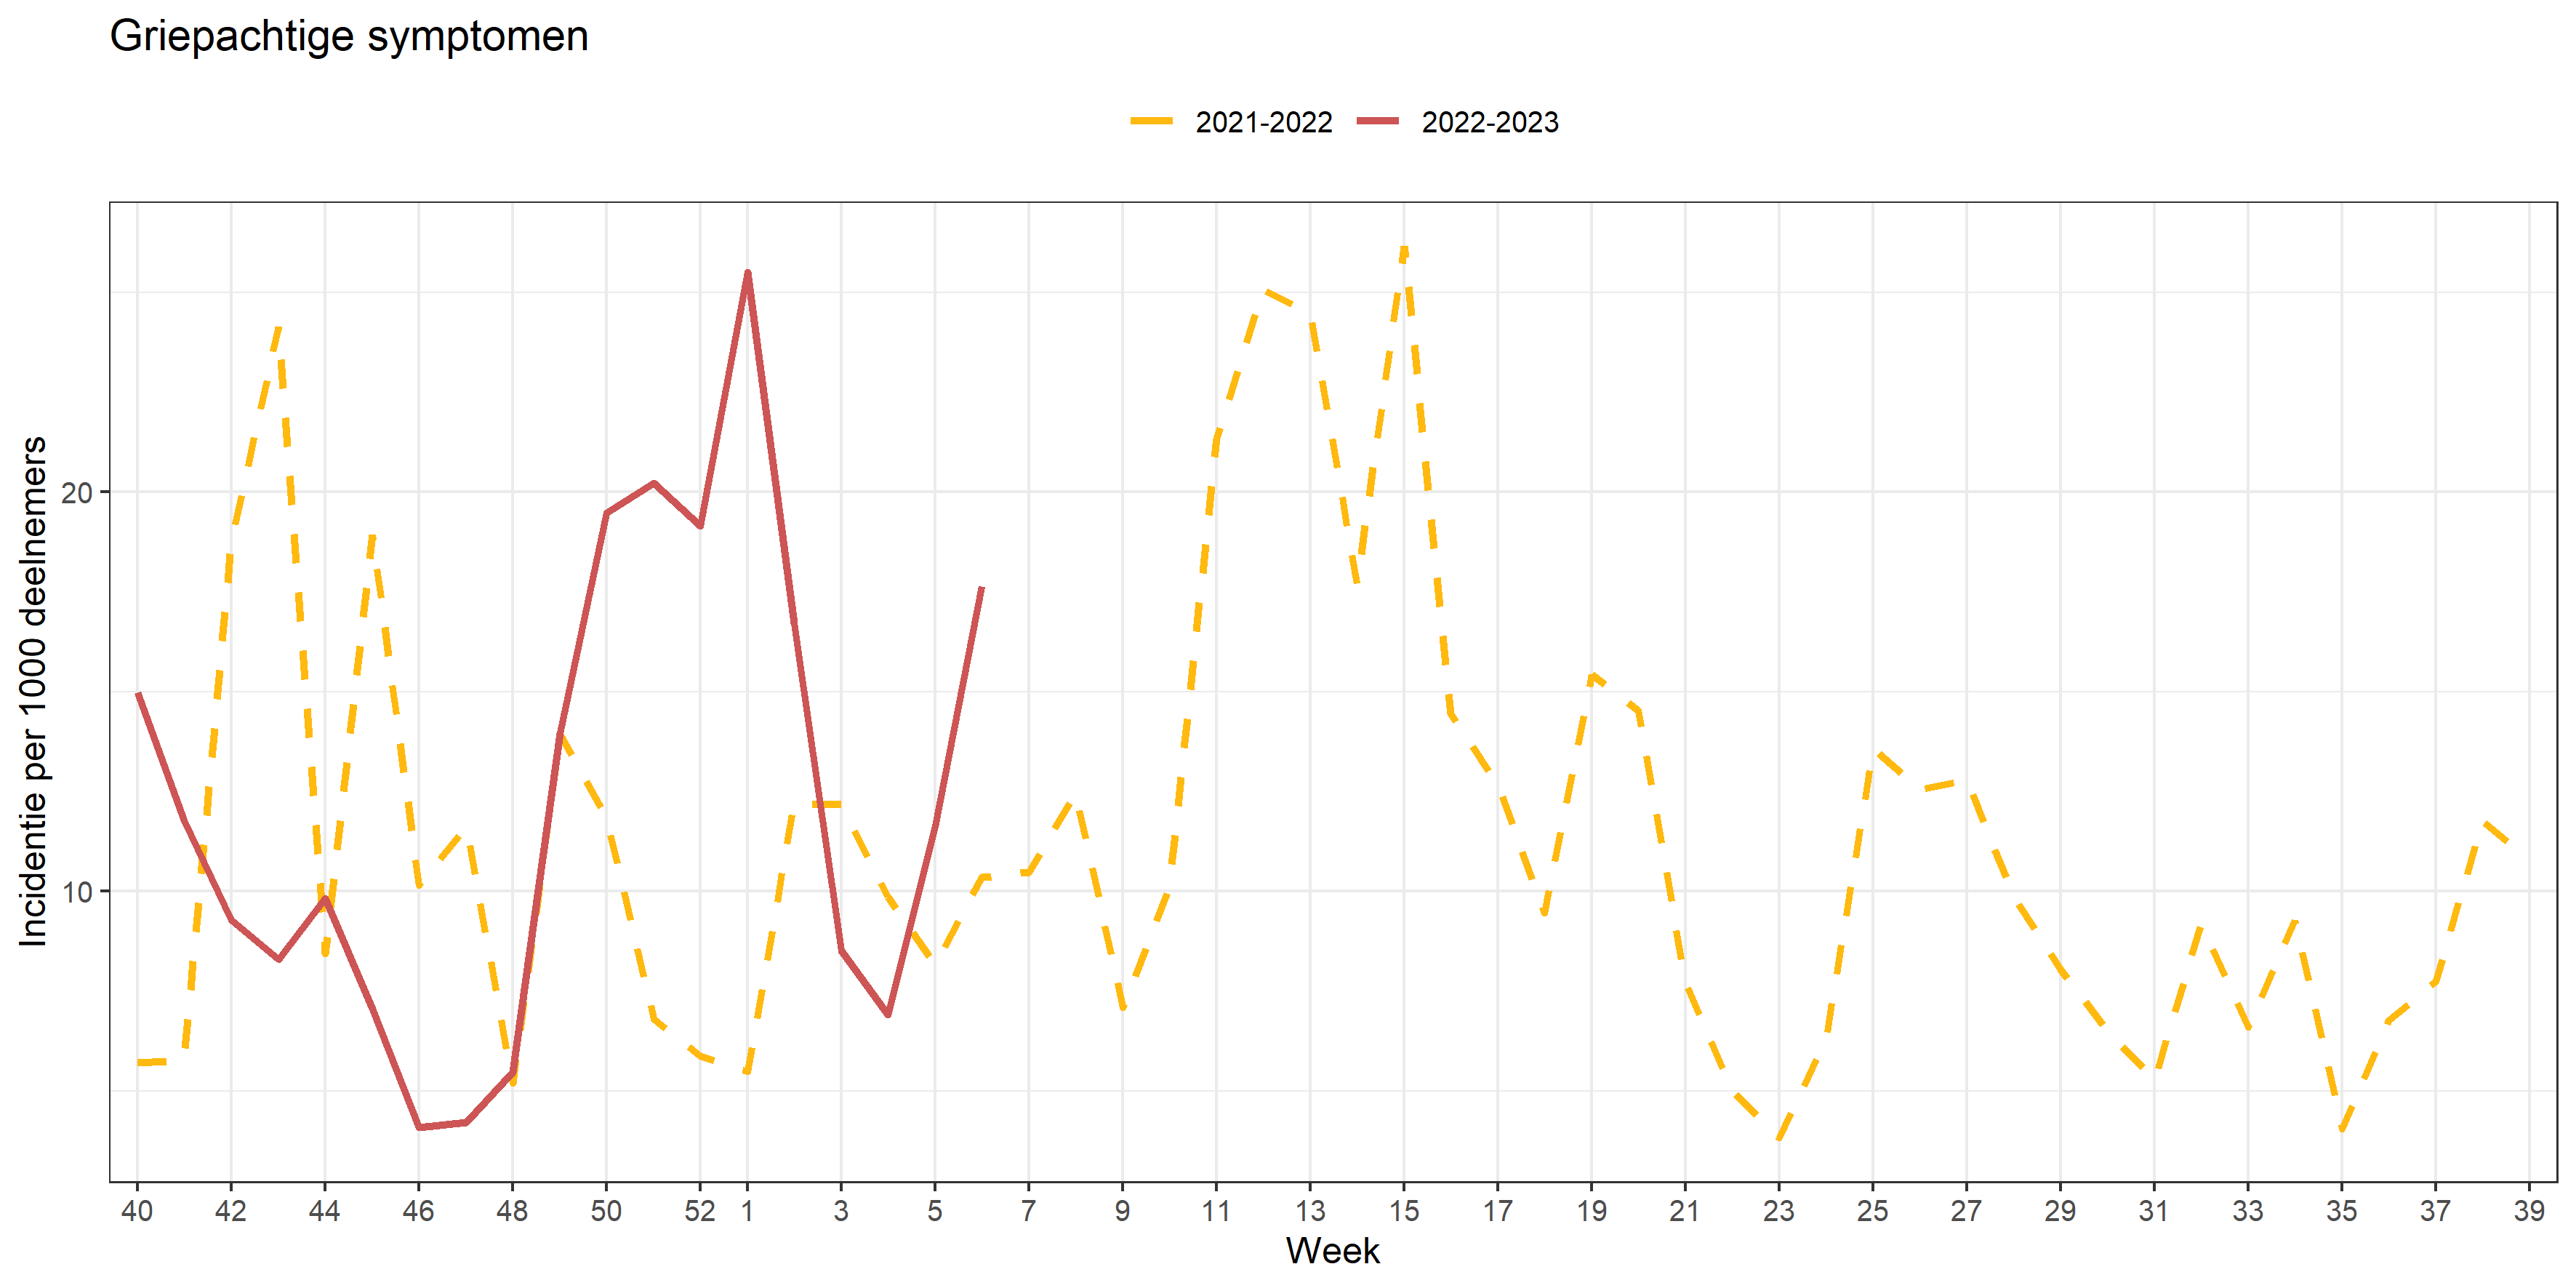 Griepachtige symptomen
2021-2022 2022-2023
Incidentie per 1000 deelnemers
20
10
40 42 44 46 48 50 52 1 3 5 7 9 11 13 15 17 19 21 23 25 27 29 31 33 35 37 39
Week